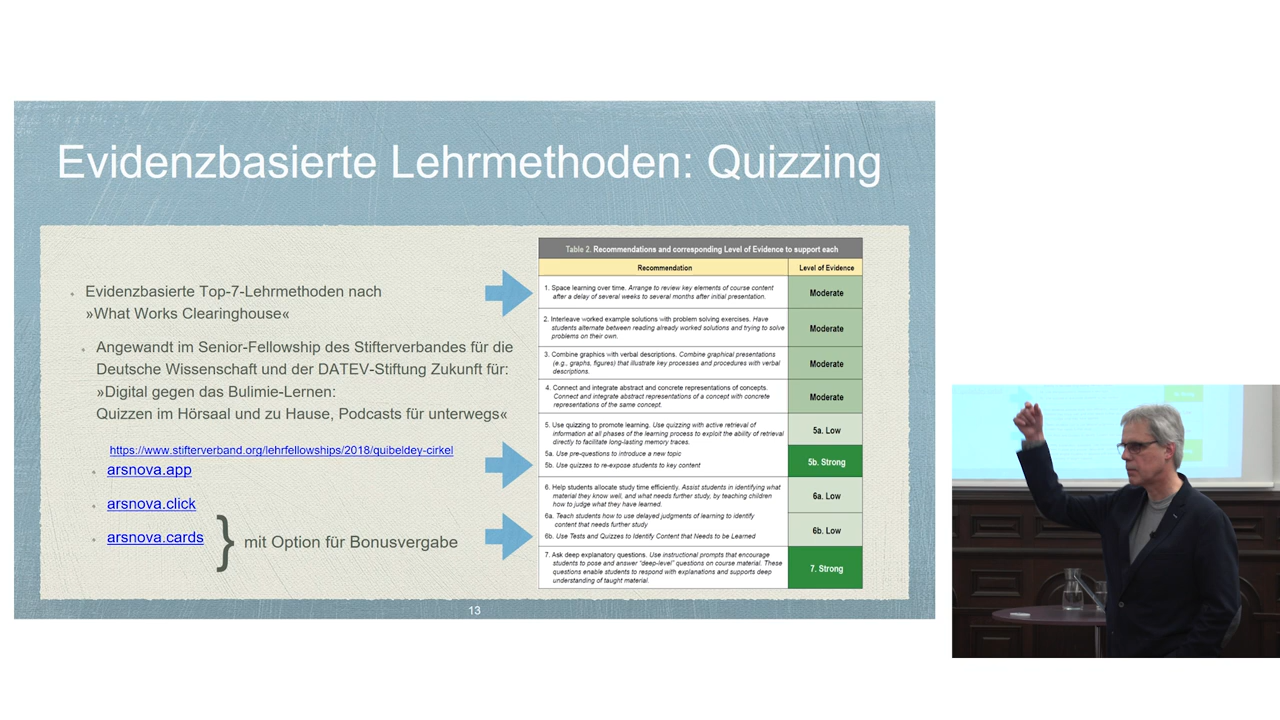 Evidenzbasierte Lehrmethoden: Quizzing
Evidenzbasierte Top-7-Lehrmethoden nach
»What Works Clearinghouse«
Angewandt im Senior-Fellowship des Stifterverbandes für die
Deutsche Wissenschaft und der DATEV-Stiftung Zukunft für:
»Digital gegen das Bulimie-Lernen:
Quizzen im Hörsaal und zu Hause, Podcasts für unterwegs«
https://www.stifterverband.org/lehrfellowships/2018/quibeldey-cirkel
arsnova.app
arsnova.click
arsnova.cards
} mit Option für Bonusvergabe
Table 2. Recommendations and corresponding Level of Evidence to support each
Recommendation
Level of Evidence
1. Space learning over time. Arrange to review key elements of course content
after a delay of several weeks to several months after initial presentation.
Moderate
2. Interleave worked example solutions with problem solving exercises. Have
students alternate between reading already worked solutions and trying to solve
problems on their own.
Moderate
3. Combine graphics with verbal descriptions. Combine graphical presentations
(e.g., graphs, figures) that illustrate key processes and procedures with verbal
descriptions.
Moderate
4. Connect and integrate abstract and concrete representations of concepts.
Connect and integrate abstract representations of a concept with concrete
representations of the same concept.
Moderate
5. Use quizzing to promote learning. Use quizzing with active retrieval of
information at all phases of the learning process to exploit the ability of retrieval
directly to facilitate long-lasting memory traces.
5a. Low
5a. Use pre-questions to introduce a new topic
5b. Use quizzes to re-expose students to key content
5b. Strong
6. Help students allocate study time efficiently. Assist students in identifying what
material they know well, and what needs further study, by teaching children
how to judge what they have learned.
6a. Low
6a. Teach students how to use delayed judgments of learning to identify
content that needs further study
6b. Use Tests and Quizzes to Identify Content that Needs to be Learned
6b. Low
7. Ask deep explanatory questions. Use instructional prompts that encourage
students to pose and answer “deep-level” questions on course material. These
questions enable students to respond with explanations and supports deep
understanding of taught material.
7. Strong
13